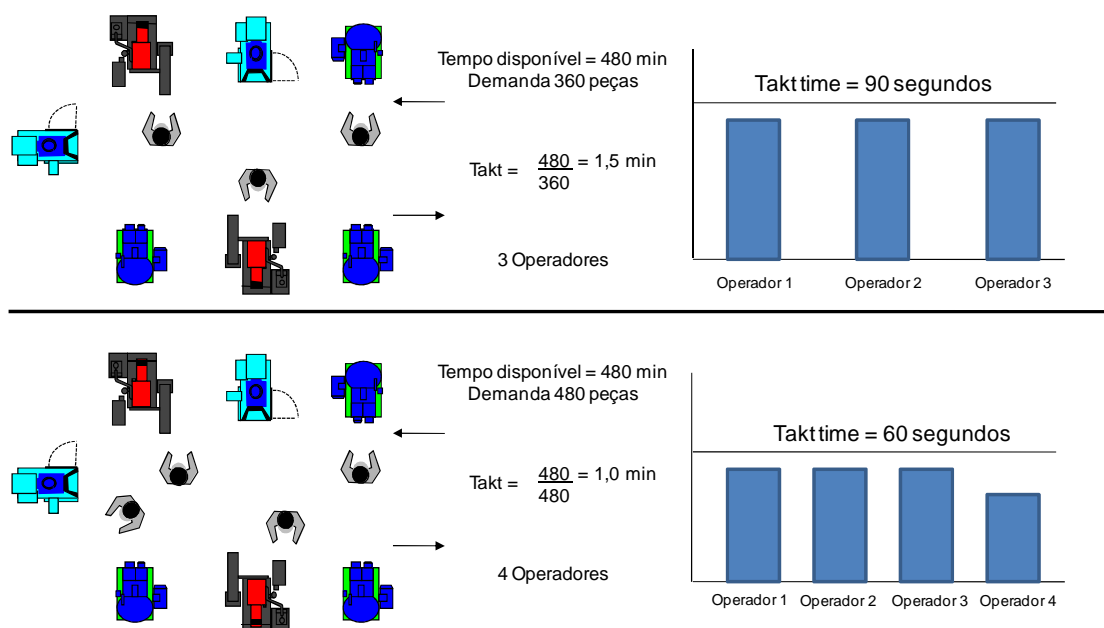 Tempo disponível = 480 min
Demanda 360 peças
Takt = 480 = 1,5 min
360
3 Operadores
Takt time = 90 segundos
Operador 1 Operador 2 Operador 3
Tempo disponível = 480 min
Demanda 480 peças
Takt = 480 = 1,0 min
480
4 Operadores
Takt time = 60 segundos
Operador 1 Operador 2 Operador 3 Operador 4